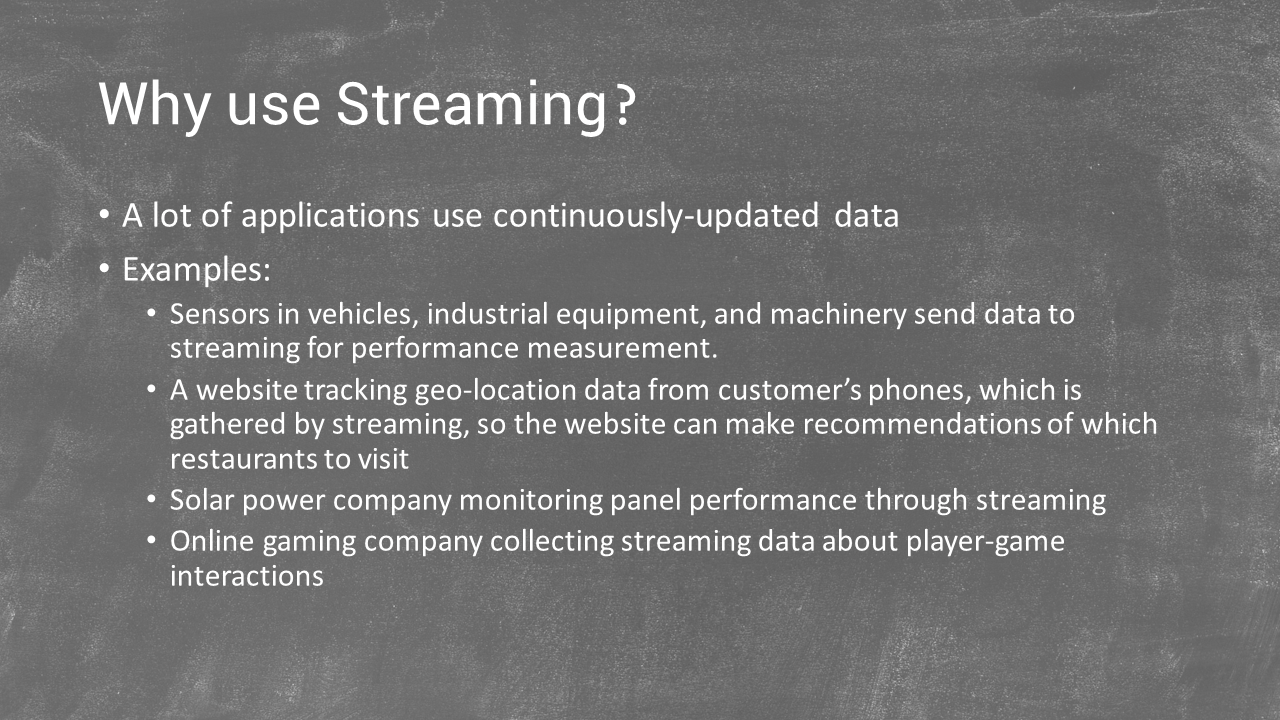 Why use Streaming?
• A lot of applications use continuously-updated data
• Examples:
• Sensors in vehicles, industrial equipment, and machinery send data to
streaming for performance measurement.
• A website tracking geo-location data from customer’s phones, which is
gathered by streaming, so the website can make recommendations of which
restaurants to visit
• Solar power company monitoring panel performance through streaming
• Online gaming company collecting streaming data about player-game
interactions